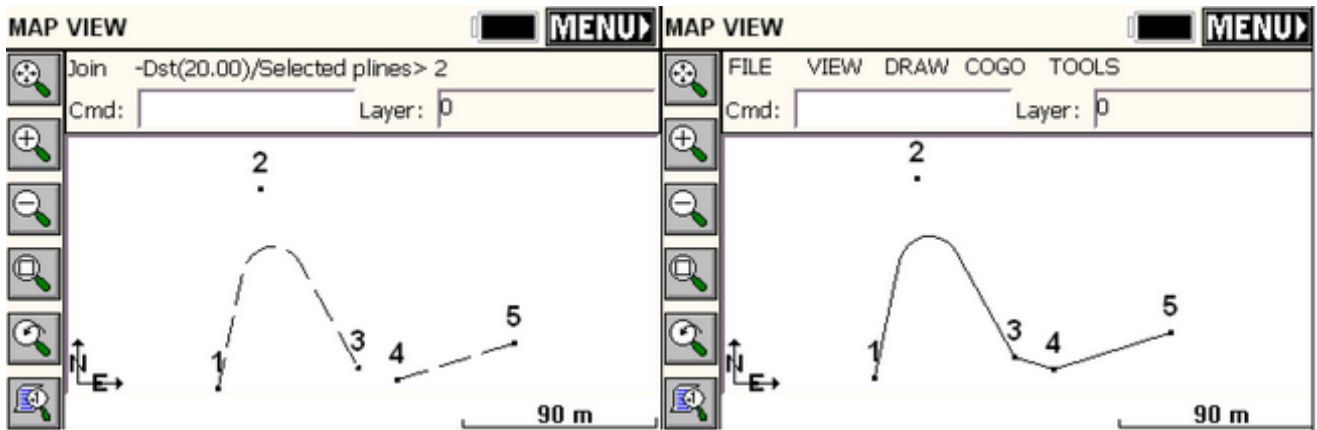 MAP VIEW MENU
Join -Dst(20.00)/Selected plines> 2
Cmd: Layer: 0
2
1
3
4
5
N
E
90 m
MAP VIEW MENU
FILE VIEW DRAW COGO TOOLS
Cmd: Layer: 0
2
1
3
4
5
N
E
90 m